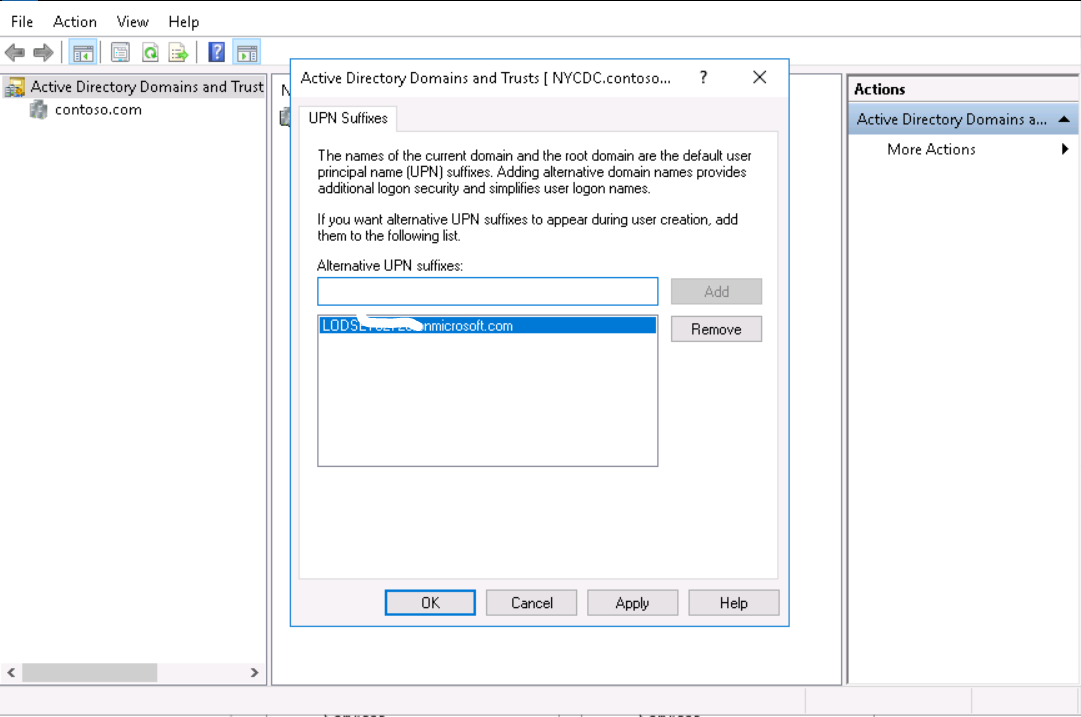 File Action View Help
Active Directory Domains and Trust
contoso.com
Active Directory Domains and Trusts [ NYCDC.contoso... ?
UPN Suffixes
The names of the current domain and the root domain are the default user
principal name (UPN) suffixes. Adding alternative domain names provides
additional logon security and simplifies user logon names.
If you want alternative UPN suffixes to appear during user creation, add
them to the following list.
Alternative UPN suffixes:
Add
Remove
OK Cancel Apply Help
Actions
Active Directory Domains a...
More Actions